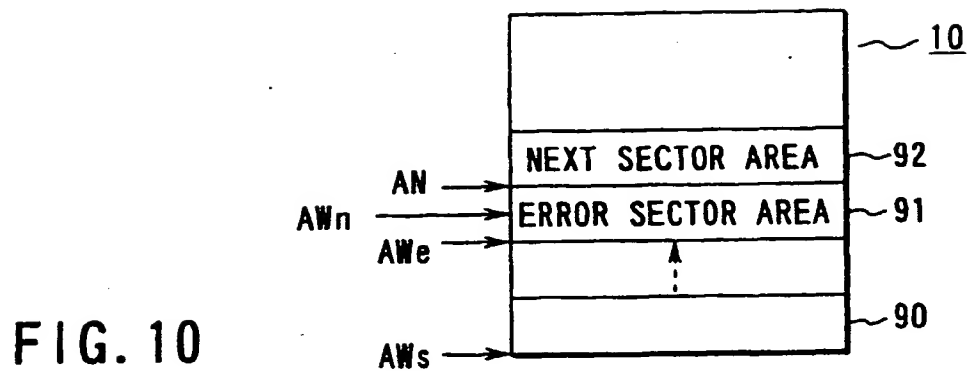 10
NEXT SECTOR AREA 92
AN
AWn ERROR SECTOR AREA 91
AWe
90
AWs
FIG. 10